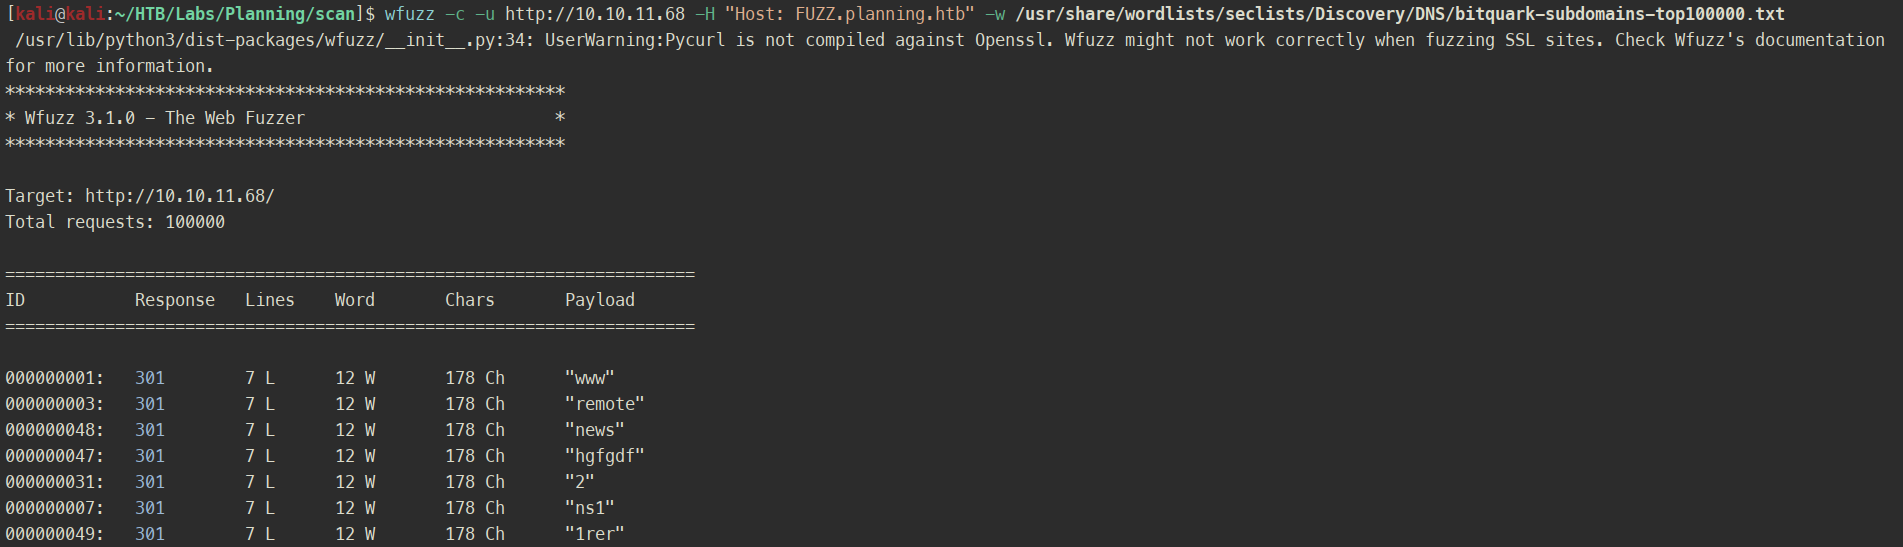 [kali@kali:~/HTB/Labs/Planning/scan]$ wfuzz -c -u http://10.10.11.68 -H "Host: FUZZ.planning.htb" -w /usr/share/wordlists/seclists/Discovery/DNS/bitquark-subdomains-top100000.txt
/usr/lib/python3/dist-packages/wfuzz/__init__.py:34: UserWarning:Pycurl is not compiled against Openssl. Wfuzz might not work correctly when fuzzing SSL sites. Check Wfuzz's documentation
for more information.
********************************************************
* Wfuzz 3.1.0 - The Web Fuzzer                         *
********************************************************
Target: http://10.10.11.68/
Total requests: 100000
=====================================================================
ID           Response   Lines    Word       Chars       Payload
=====================================================================
000000001:   301        7 L      12 W       178 Ch      "www"
000000003:   301        7 L      12 W       178 Ch      "remote"
000000048:   301        7 L      12 W       178 Ch      "news"
000000047:   301        7 L      12 W       178 Ch      "hgfgdf"
000000031:   301        7 L      12 W       178 Ch      "2"
000000007:   301        7 L      12 W       178 Ch      "ns1"
000000049:   301        7 L      12 W       178 Ch      "1rer"